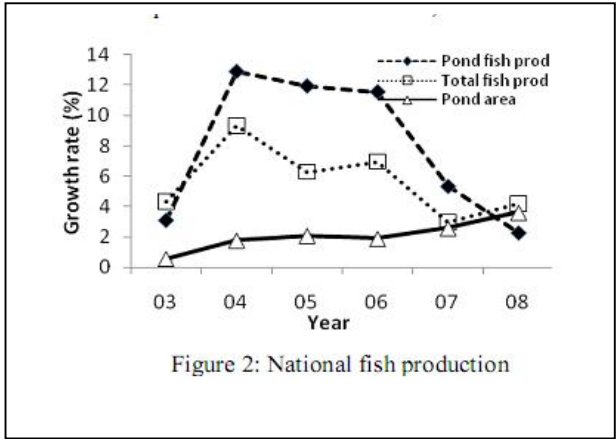 14
12
10
8
6
4
2
0
Growth rate (%)
Pond fish prod
Total fish prod
Pond area
03 04 05 06 07 08
Year
Figure 2: National fish production